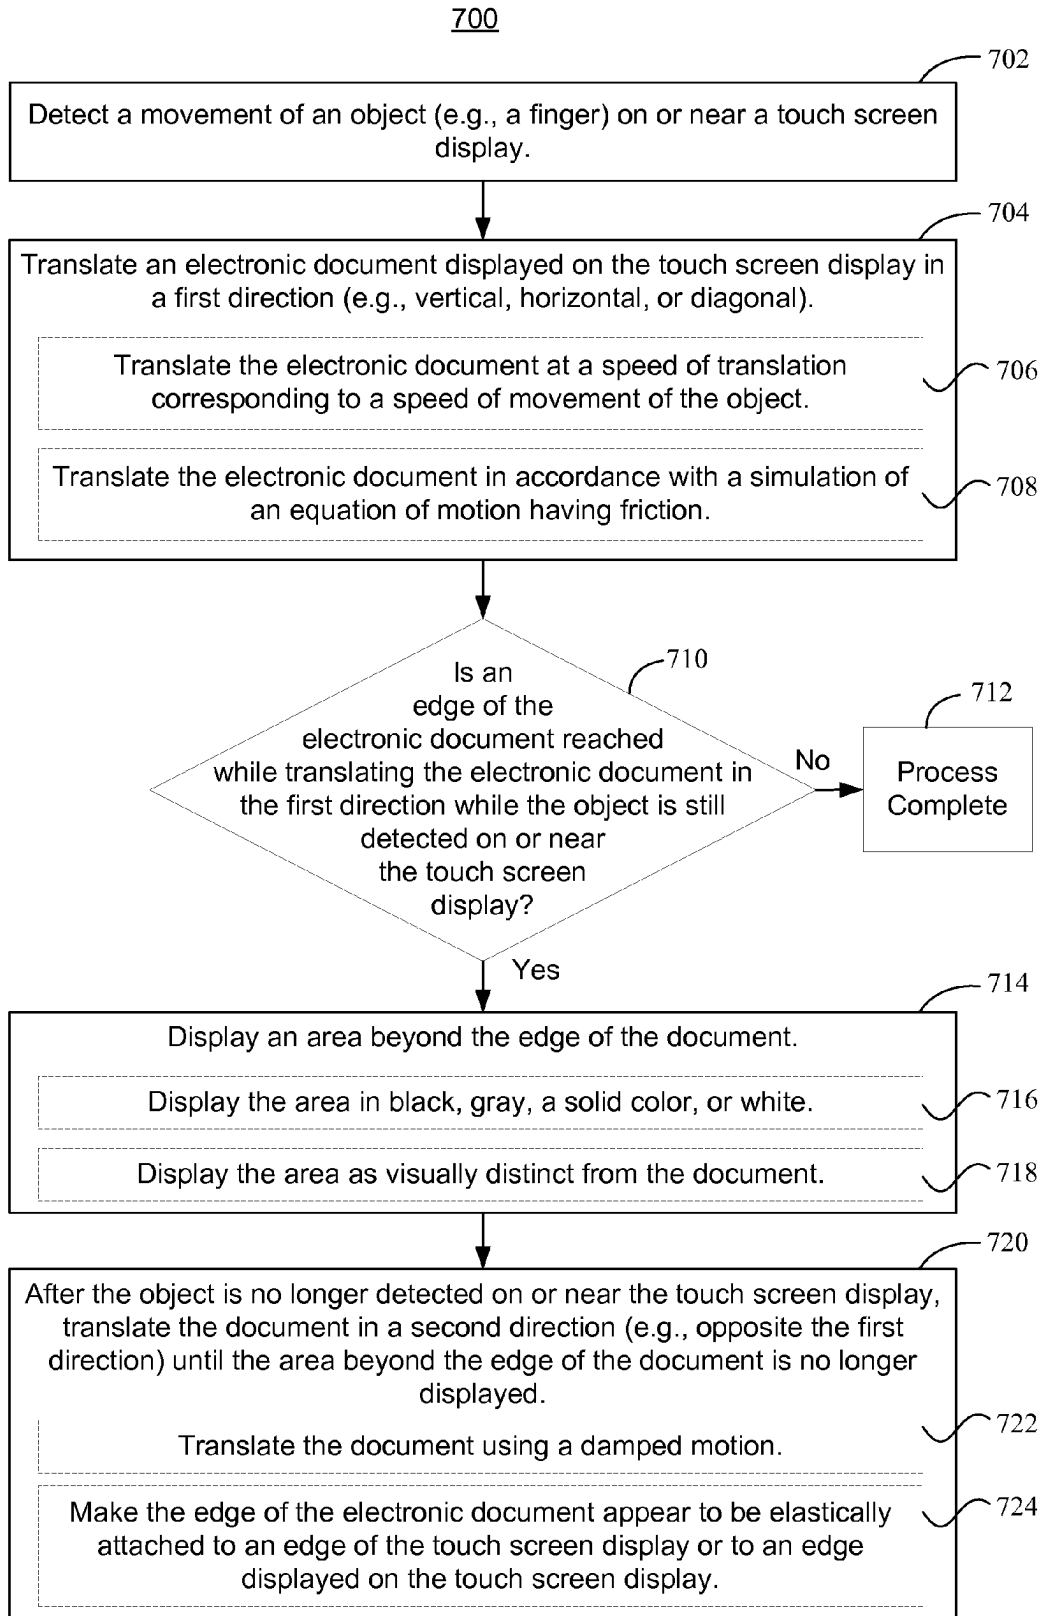 700
702
Detect a movement of an object (e.g., a finger) on or near a touch screen
display.
704
Translate an electronic document displayed on the touch screen display in
a first direction (e.g., vertical, horizontal, or diagonal).
Translate the electronic document at a speed of translation
corresponding to a speed of movement of the object.
706
Translate the electronic document in accordance with a simulation of
an equation of motion having friction.
708
710
Is an
edge of the
electronic document reached
while translating the electronic document in
the first direction while the object is still
detected on or near
the touch screen
display?
No
712
Process
Complete
Yes
714
Display an area beyond the edge of the document.
Display the area in black, gray, a solid color, or white.
716
Display the area as visually distinct from the document.
718
720
After the object is no longer detected on or near the touch screen display,
translate the document in a second direction (e.g., opposite the first
direction) until the area beyond the edge of the document is no longer
displayed.
722
Translate the document using a damped motion.
724
Make the edge of the electronic document appear to be elastically
attached to an edge of the touch screen display or to an edge
displayed on the touch screen display.